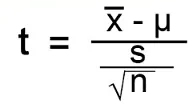 t = (x̄ - μ) / (s / √n)